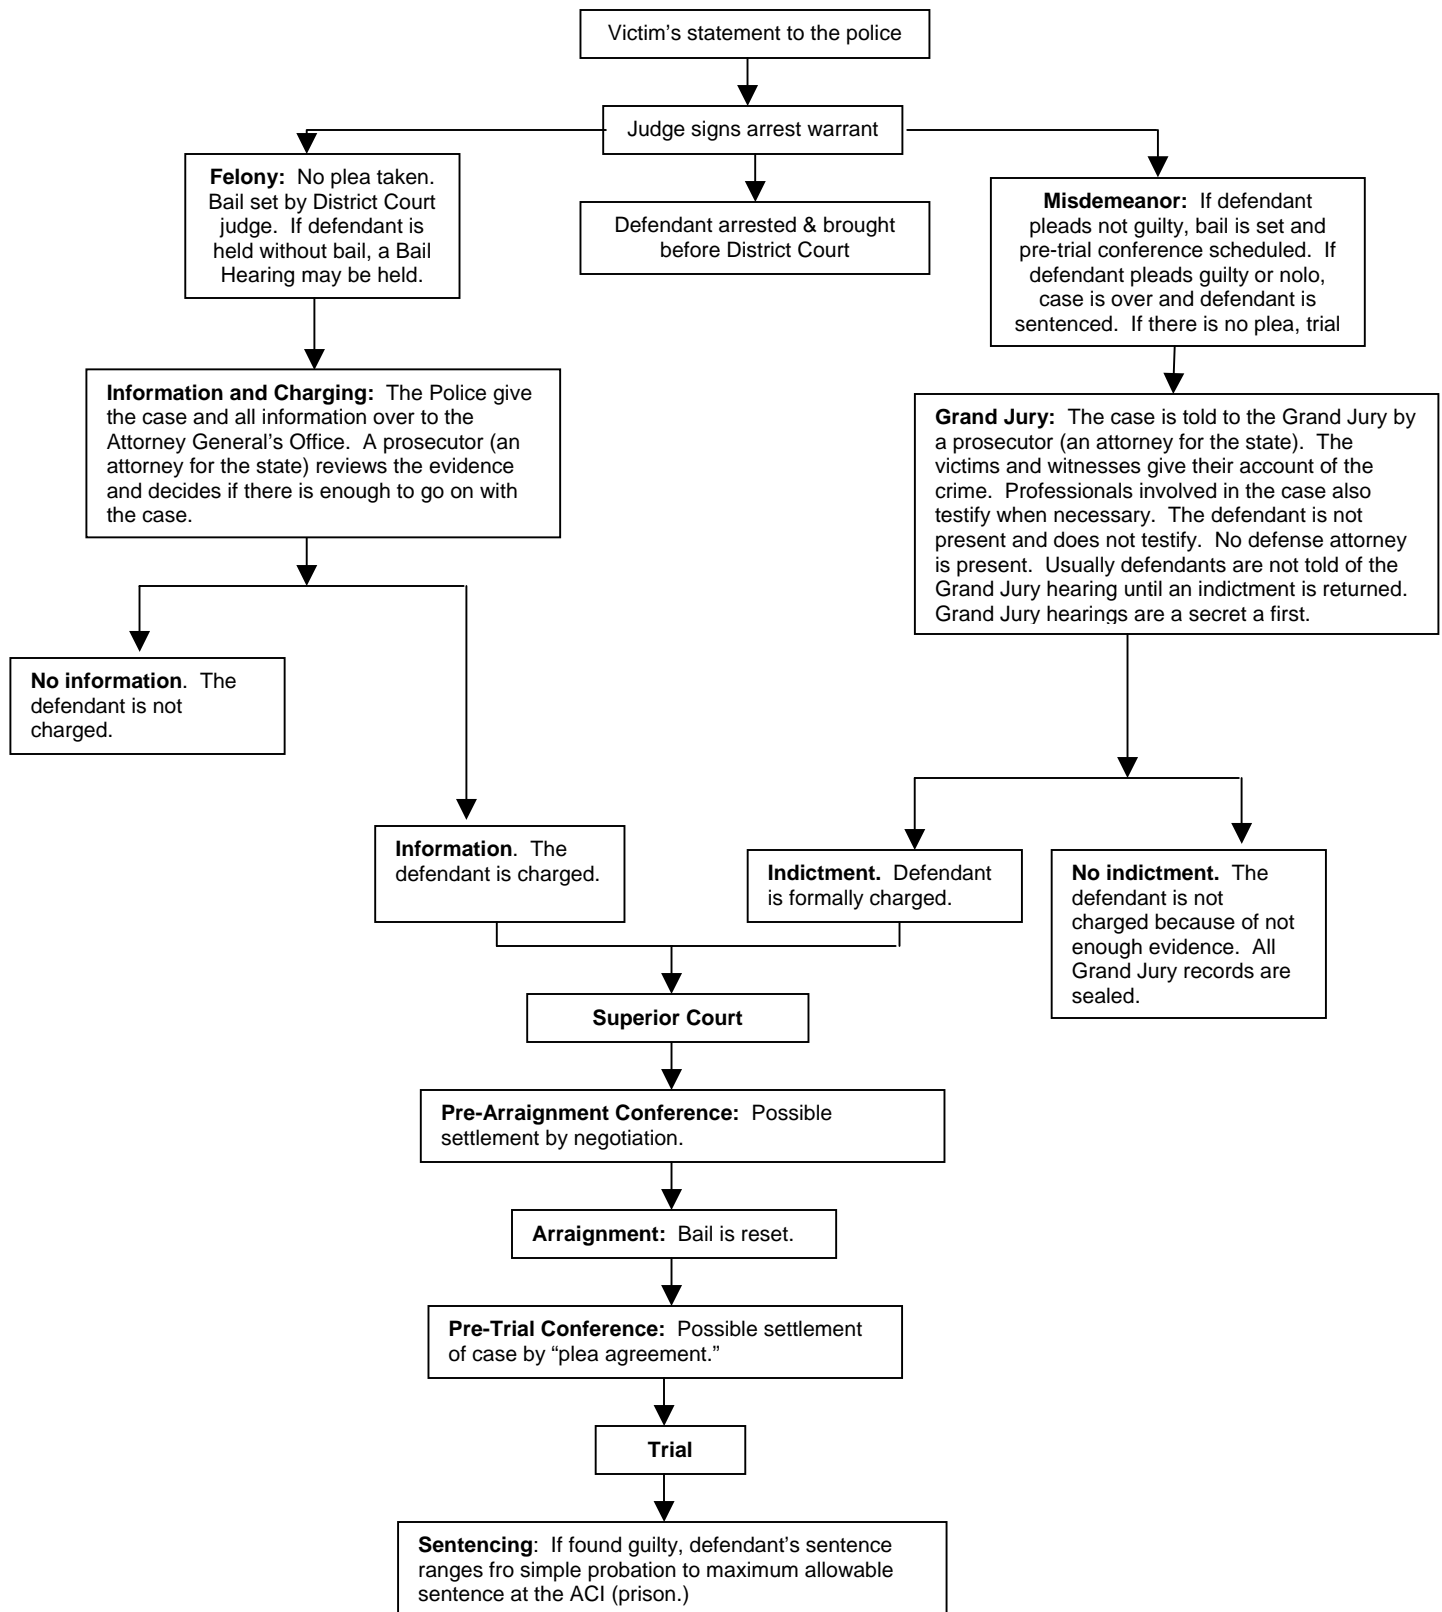 Victim's statement to the police
Judge signs arrest warrant
Felony: No plea taken.
Bail set by District Court
judge. If defendant is
held without bail, a Bail
Hearing may be held.
Defendant arrested & brought
before District Court
Misdemeanor: If defendant
pleads not guilty, bail is set and
pre-trial conference scheduled. If
defendant pleads guilty or nolo,
case is over and defendant is
sentenced. If there is no plea, trial
Information and Charging: The Police give
the case and all information over to the
Attorney General's Office. A prosecutor (an
attorney for the state) reviews the evidence
and decides if there is enough to go on with
the case.
Grand Jury: The case is told to the Grand Jury by
a prosecutor (an attorney for the state). The
victims and witnesses give their account of the
crime. Professionals involved in the case also
testify when necessary. The defendant is not
present and does not testify. No defense attorney
is present. Usually defendants are not told of the
Grand Jury hearing until an indictment is returned.
Grand Jury hearings are a secret a first.
No information. The
defendant is not
charged.
Information. The
defendant is charged.
Indictment. Defendant
is formally charged.
No indictment. The
defendant is not
charged because of not
enough evidence. All
Grand Jury records are
sealed.
Superior Court
Pre-Arraignment Conference: Possible
settlement by negotiation.
Arraignment: Bail is reset.
Pre-Trial Conference: Possible settlement
of case by “plea agreement.”
Trial
Sentencing: If found guilty, defendant's sentence
ranges fro simple probation to maximum allowable
sentence at the ACI (prison.)